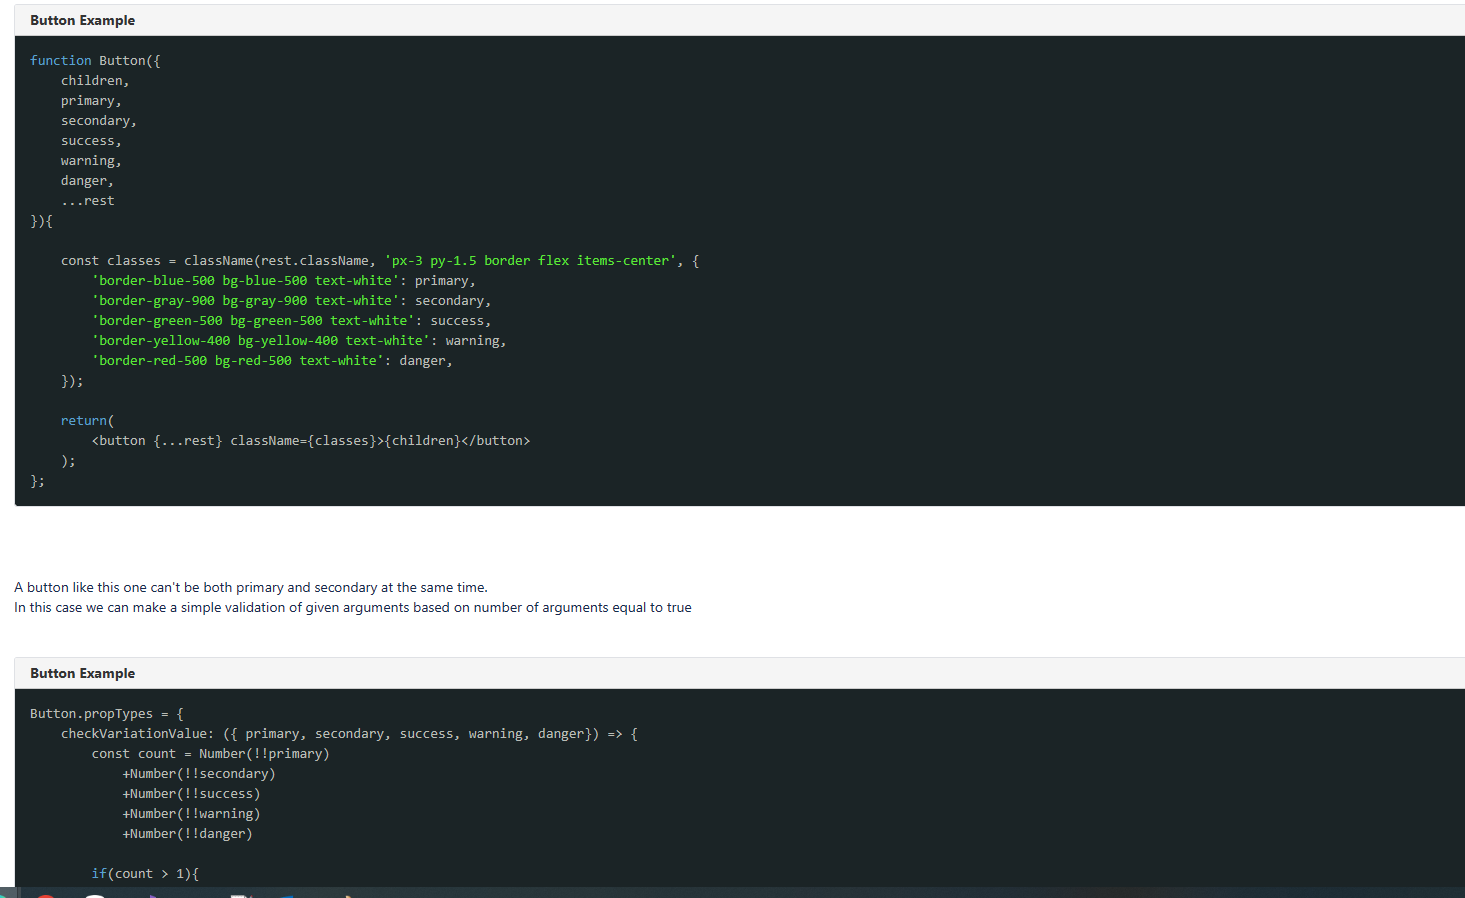 Button Example
function Button({
    children,
    primary,
    secondary,
    success,
    warning,
    danger,
    ...rest
}){
    const classes = className(rest.className, 'px-3 py-1.5 border flex items-center', {
        'border-blue-500 bg-blue-500 text-white': primary,
        'border-gray-900 bg-gray-900 text-white': secondary,
        'border-green-500 bg-green-500 text-white': success,
        'border-yellow-400 bg-yellow-400 text-white': warning,
        'border-red-500 bg-red-500 text-white': danger,
    });
    return(
        <button {...rest} className={classes}>{children}</button>
    );
};
A button like this one can't be both primary and secondary at the same time.
In this case we can make a simple validation of given arguments based on number of arguments equal to true
Button Example
Button.propTypes = {
    checkVariationValue: ({ primary, secondary, success, warning, danger}) => {
        const count = Number(!!primary)
            +Number(!!secondary)
            +Number(!!success)
            +Number(!!warning)
            +Number(!!danger)
        if(count > 1){